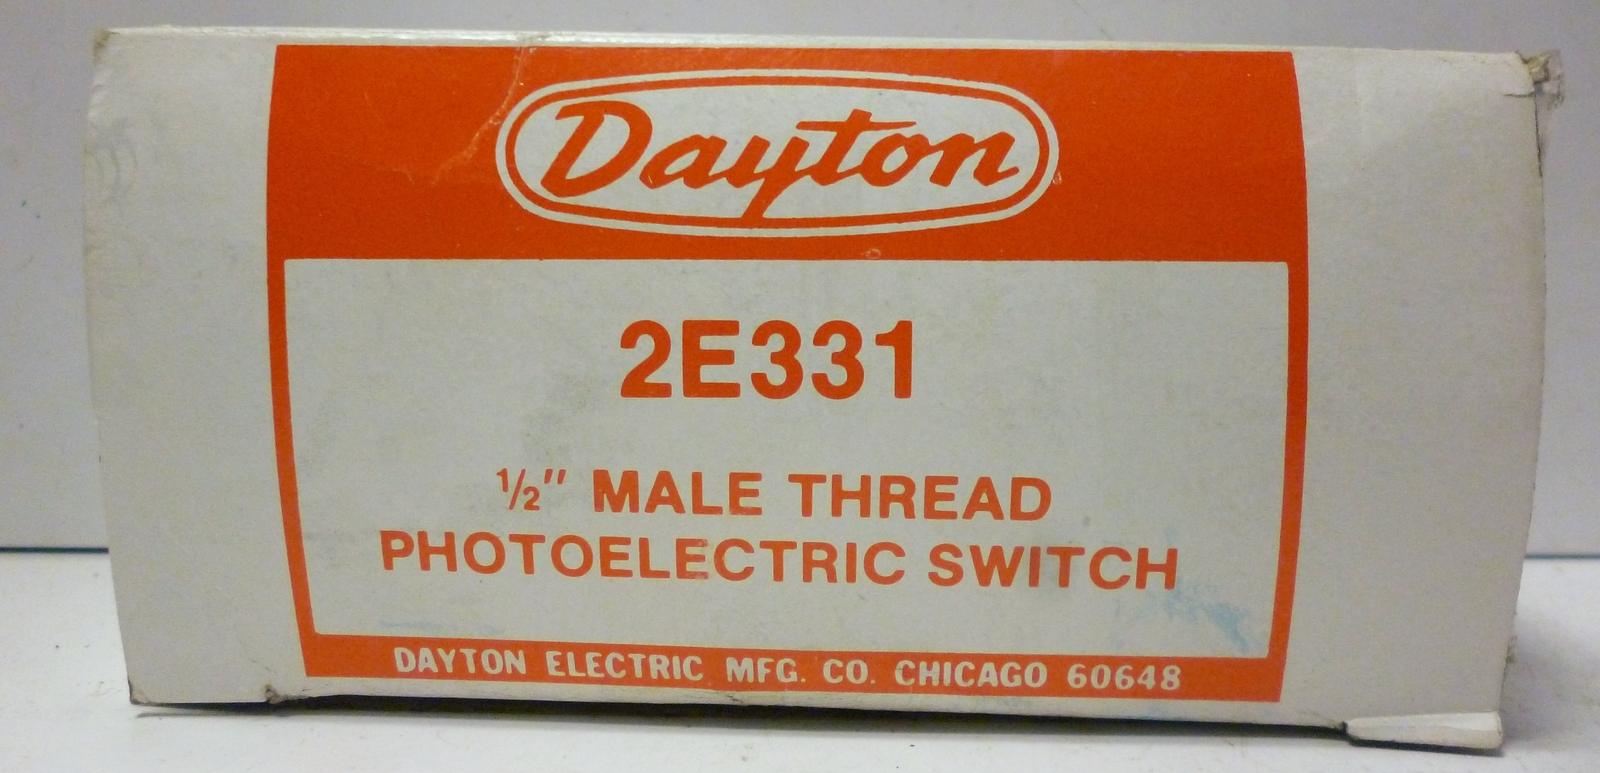 Dayton
2E331
½" MALE THREAD
PHOTOELECTRIC SWITCH
DAYTON ELECTRIC MFG. CO. CHICAGO 60648